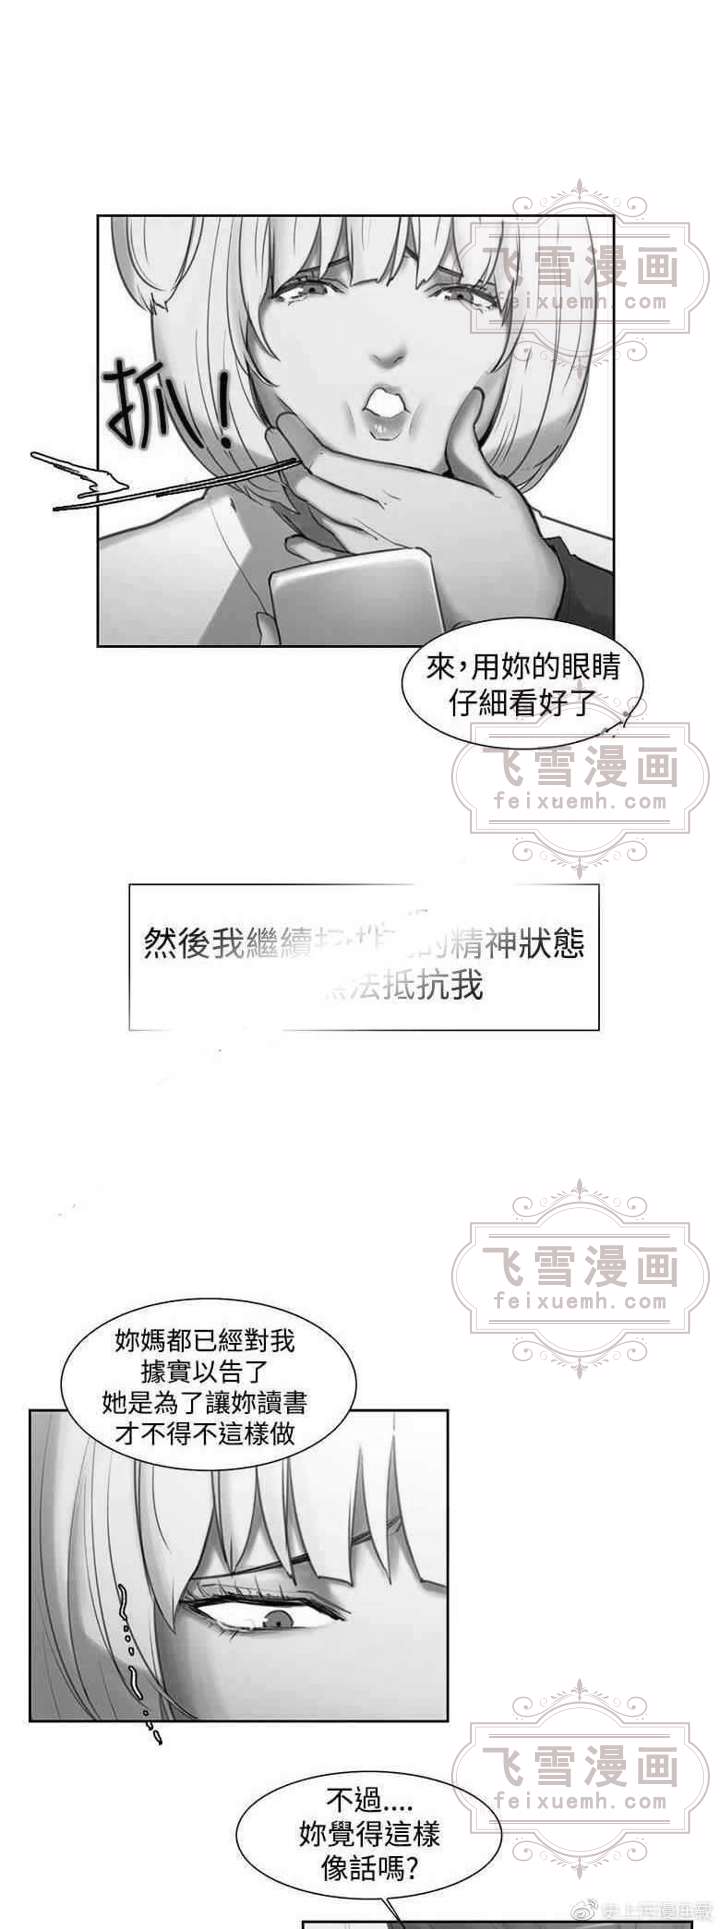 飞雪漫画
feixuemh.com
抓!
來,用妳的眼睛
仔細看好了
飞雪漫画
feixuemh.com
然後我繼續 的精神狀態
法抵抗我
飞雪漫画
feixuemh.com
妳媽都已經對我
據實以告了
她是為了讓妳讀書
才不得不這樣做
飞雪漫画
feixuemh.com
不過....
妳覺得這樣
像話嗎?